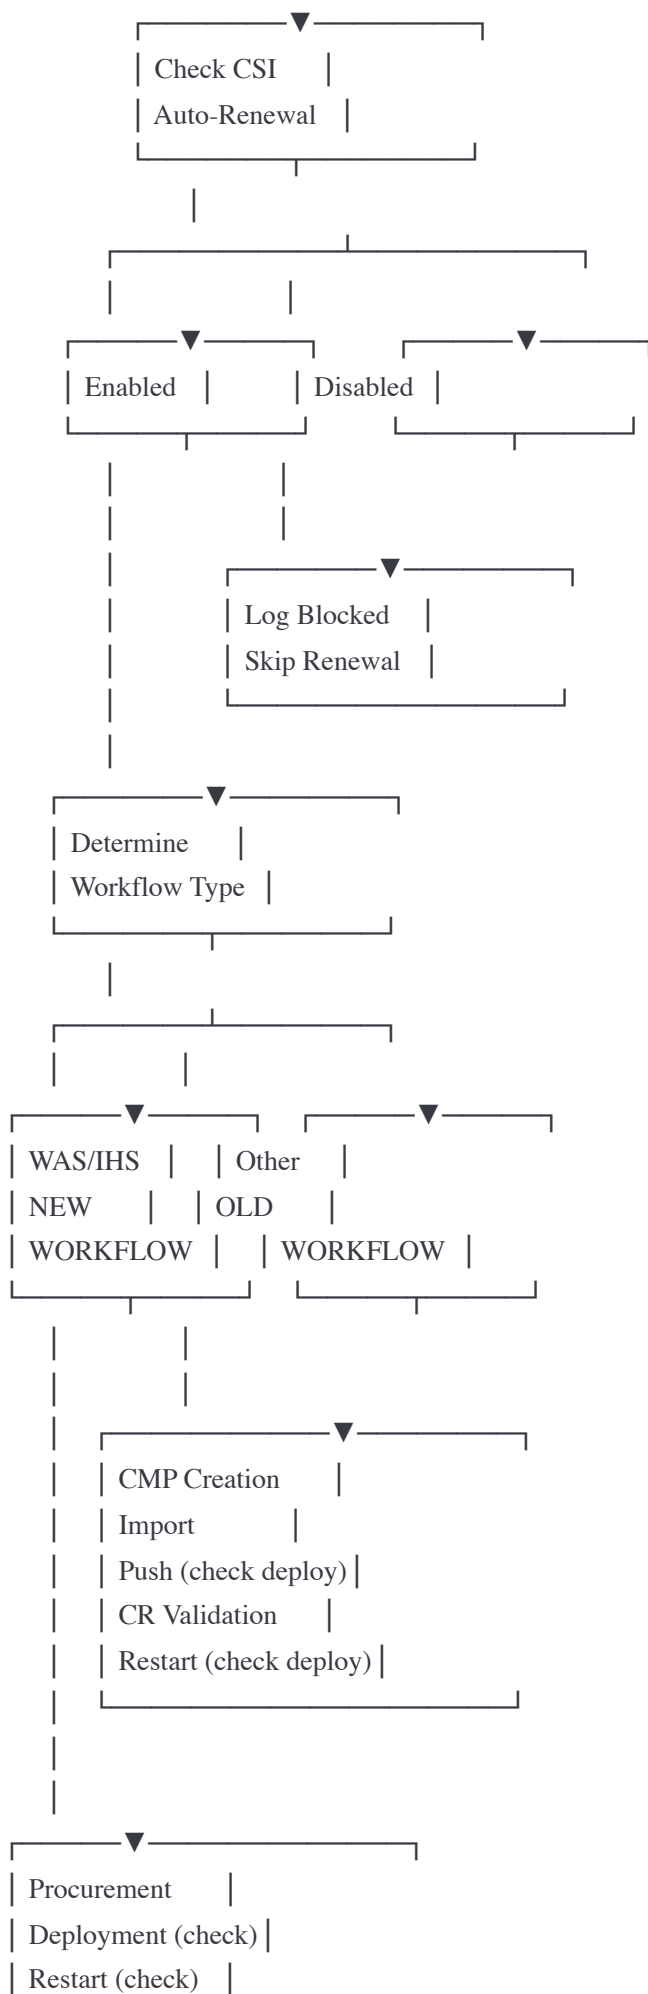 Check CSI
Auto-Renewal
Enabled Disabled
Log Blocked
Skip Renewal
Determine
Workflow Type
WAS/IHS Other
NEW OLD
WORKFLOW WORKFLOW
CMP Creation
Import
Push (check deploy)
CR Validation
Restart (check deploy)
Procurement
Deployment (check)
Restart (check)